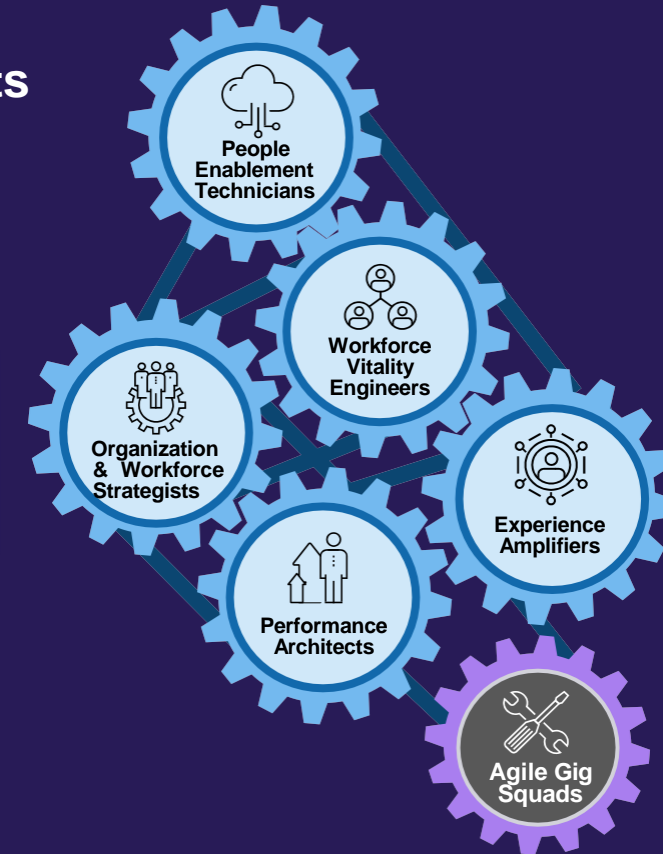 People
Enablement
Technicians
Workforce
Vitality
Engineers
Organization
& Workforce
Strategists
Experience
Amplifiers
Performance
Architects
Agile Gig
Squads